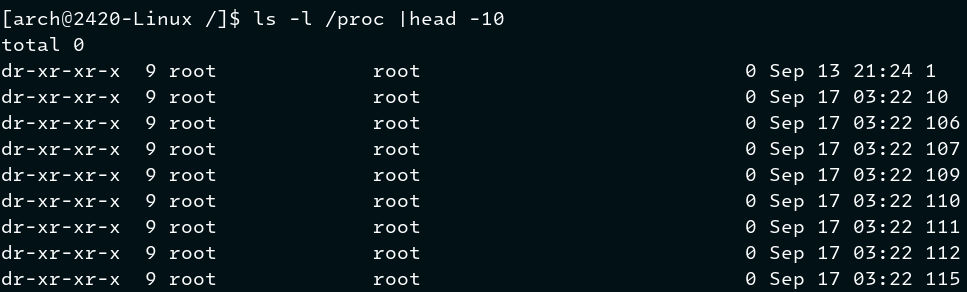 [arch@2420-Linux /]$ ls -l /proc |head -10
total 0
dr-xr-xr-x  9 root             root                           0 Sep 13 21:24 1
dr-xr-xr-x  9 root             root                           0 Sep 17 03:22 10
dr-xr-xr-x  9 root             root                           0 Sep 17 03:22 106
dr-xr-xr-x  9 root             root                           0 Sep 17 03:22 107
dr-xr-xr-x  9 root             root                           0 Sep 17 03:22 109
dr-xr-xr-x  9 root             root                           0 Sep 17 03:22 110
dr-xr-xr-x  9 root             root                           0 Sep 17 03:22 111
dr-xr-xr-x  9 root             root                           0 Sep 17 03:22 112
dr-xr-xr-x  9 root             root                           0 Sep 17 03:22 115